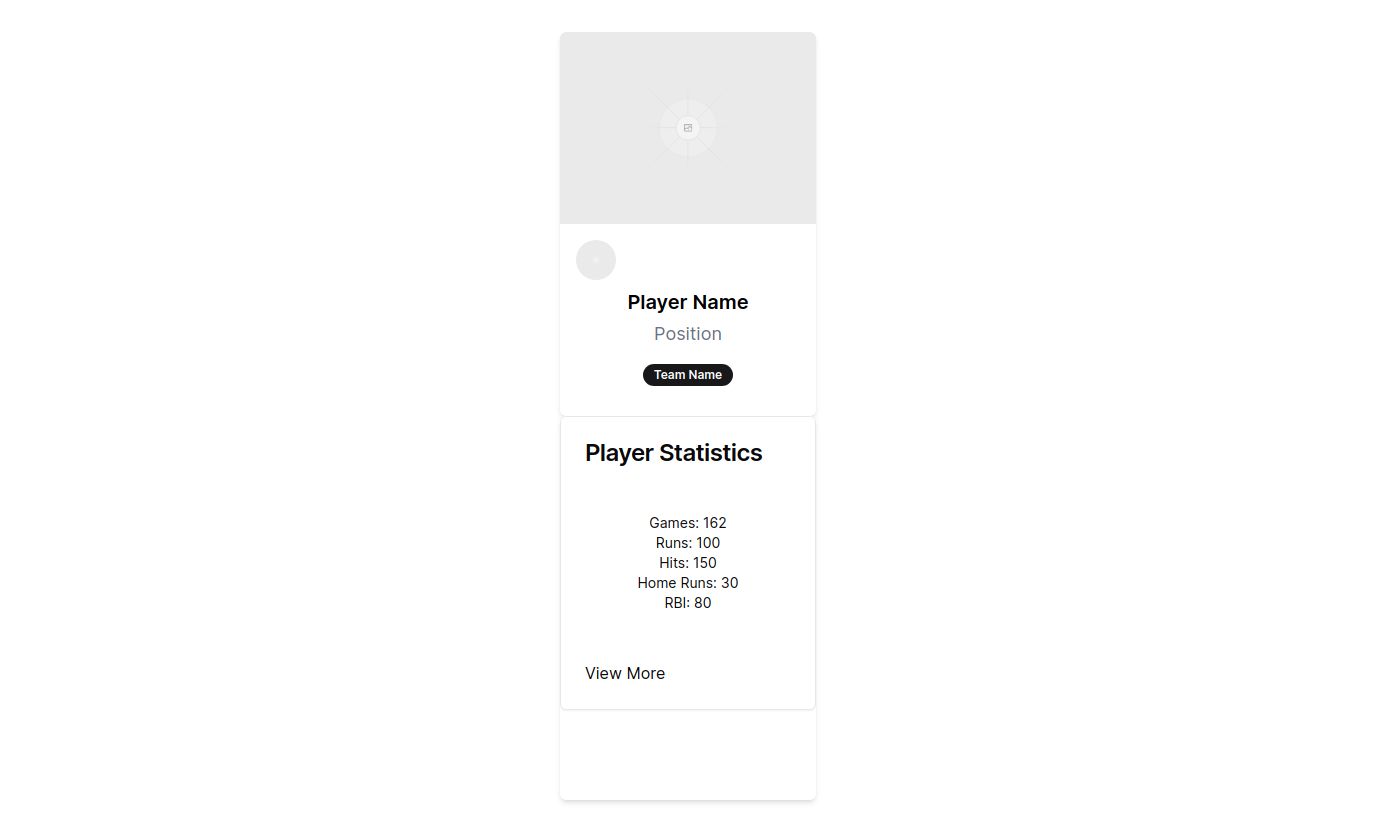 Player Name
Position
Team Name
Player Statistics
Games: 162
Runs: 100
Hits: 150
Home Runs: 30
RBI: 80
View More